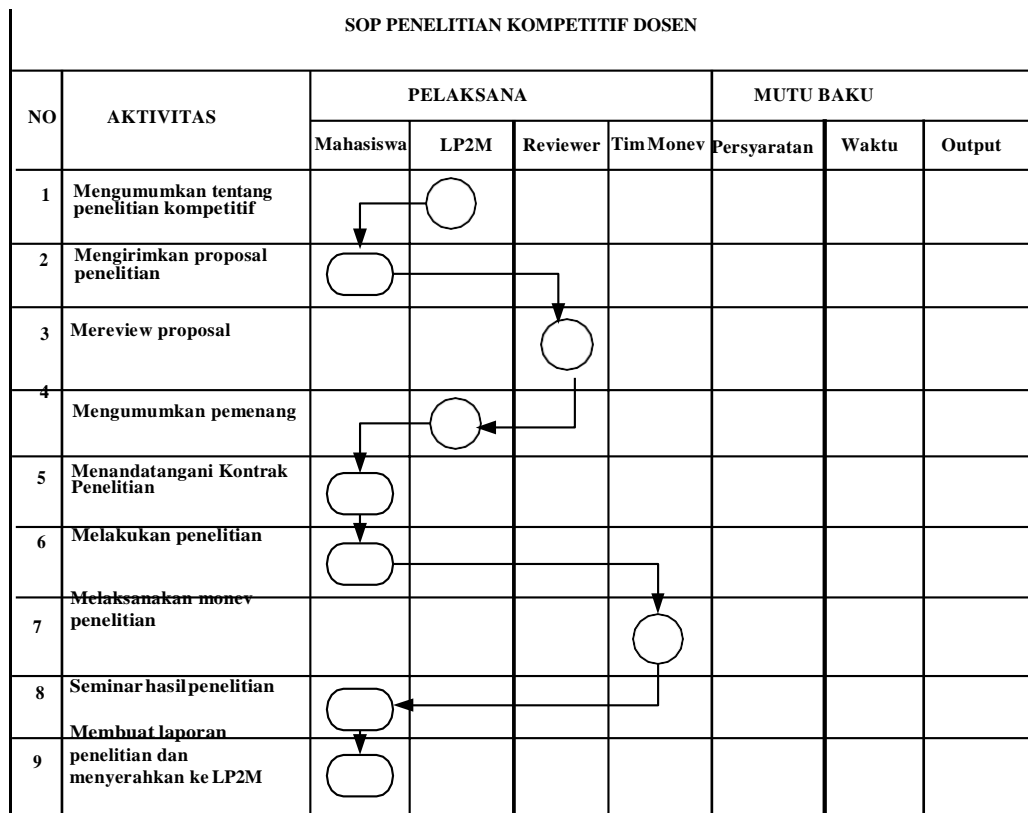 SOP PENELITIAN KOMPETITIF DOSEN
NO
AKTIVITAS
PELAKSANA
MUTU BAKU
Mahasiswa
LP2M
Reviewer
Tim Monev
Persyaratan
Waktu
Output
1
Mengumumkan tentang
penelitian kompetitif
2
Mengirimkan proposal
penelitian
3
Mereview proposal
4
Mengumumkan pemenang
5
Menandatangani Kontrak
Penelitian
6
Melakukan penelitian
7
Melaksanakan monev
penelitian
8
Seminar hasil penelitian
9
Membuat laporan
penelitian dan
menyerahkan ke LP2M